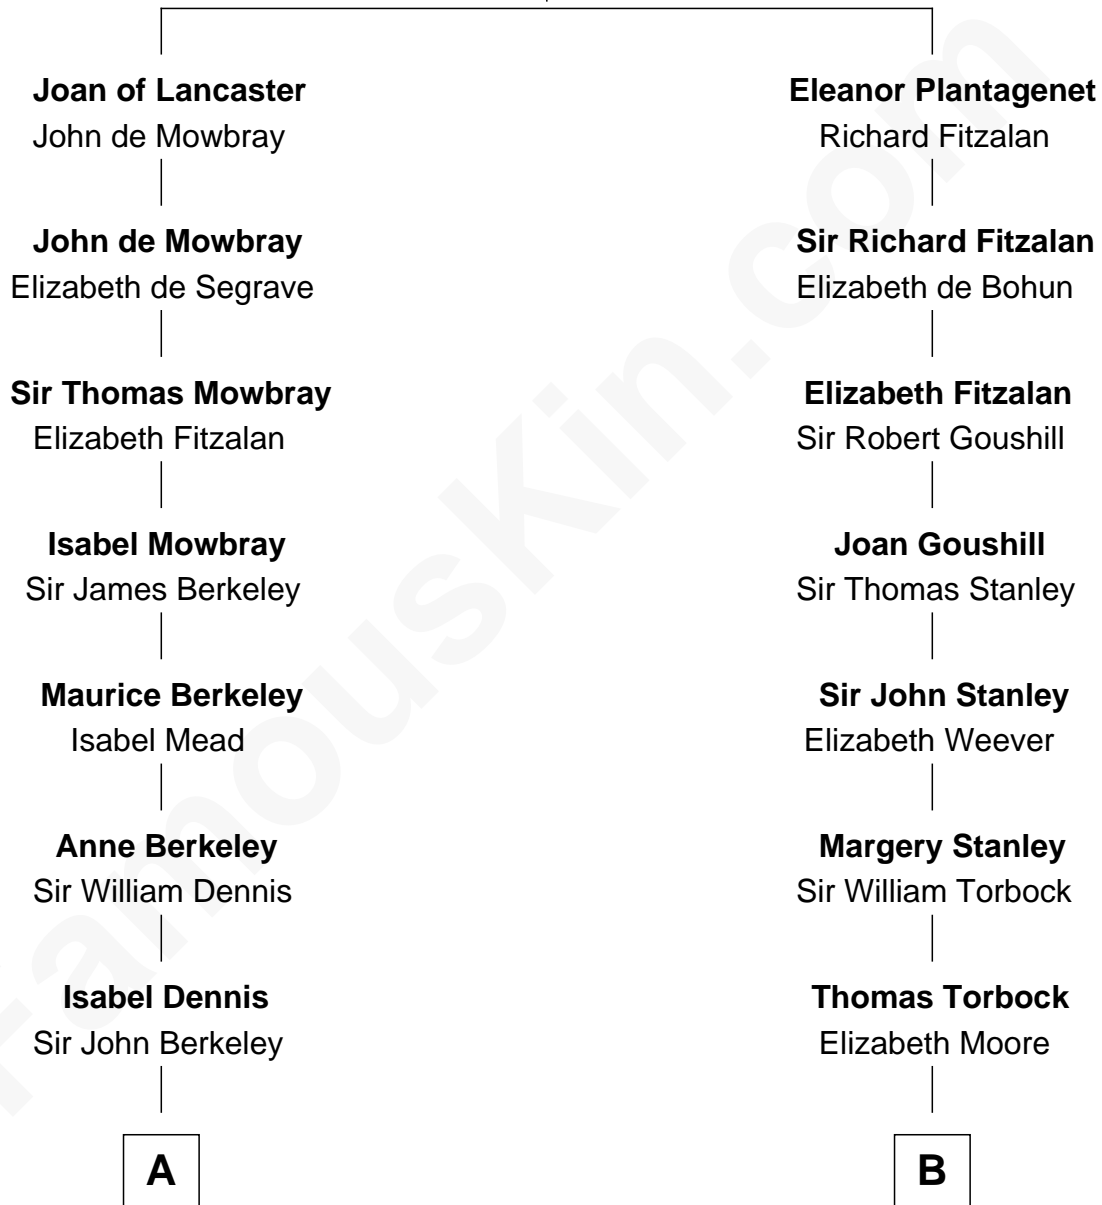 Joan of Lancaster
John de Mowbray
John de Mowbray
Elizabeth de Segrave
Sir Thomas Mowbray
Elizabeth Fitzalan
Isabel Mowbray
Sir James Berkeley
Maurice Berkeley
Isabel Mead
Anne Berkeley
Sir William Dennis
Isabel Dennis
Sir John Berkeley
A
Eleanor Plantagenet
Richard Fitzalan
Sir Richard Fitzalan
Elizabeth de Bohun
Elizabeth Fitzalan
Sir Robert Goushill
Joan Goushill
Sir Thomas Stanley
Sir John Stanley
Elizabeth Weever
Margery Stanley
Sir William Torbock
Thomas Torbock
Elizabeth Moore
B
FamousKin.com